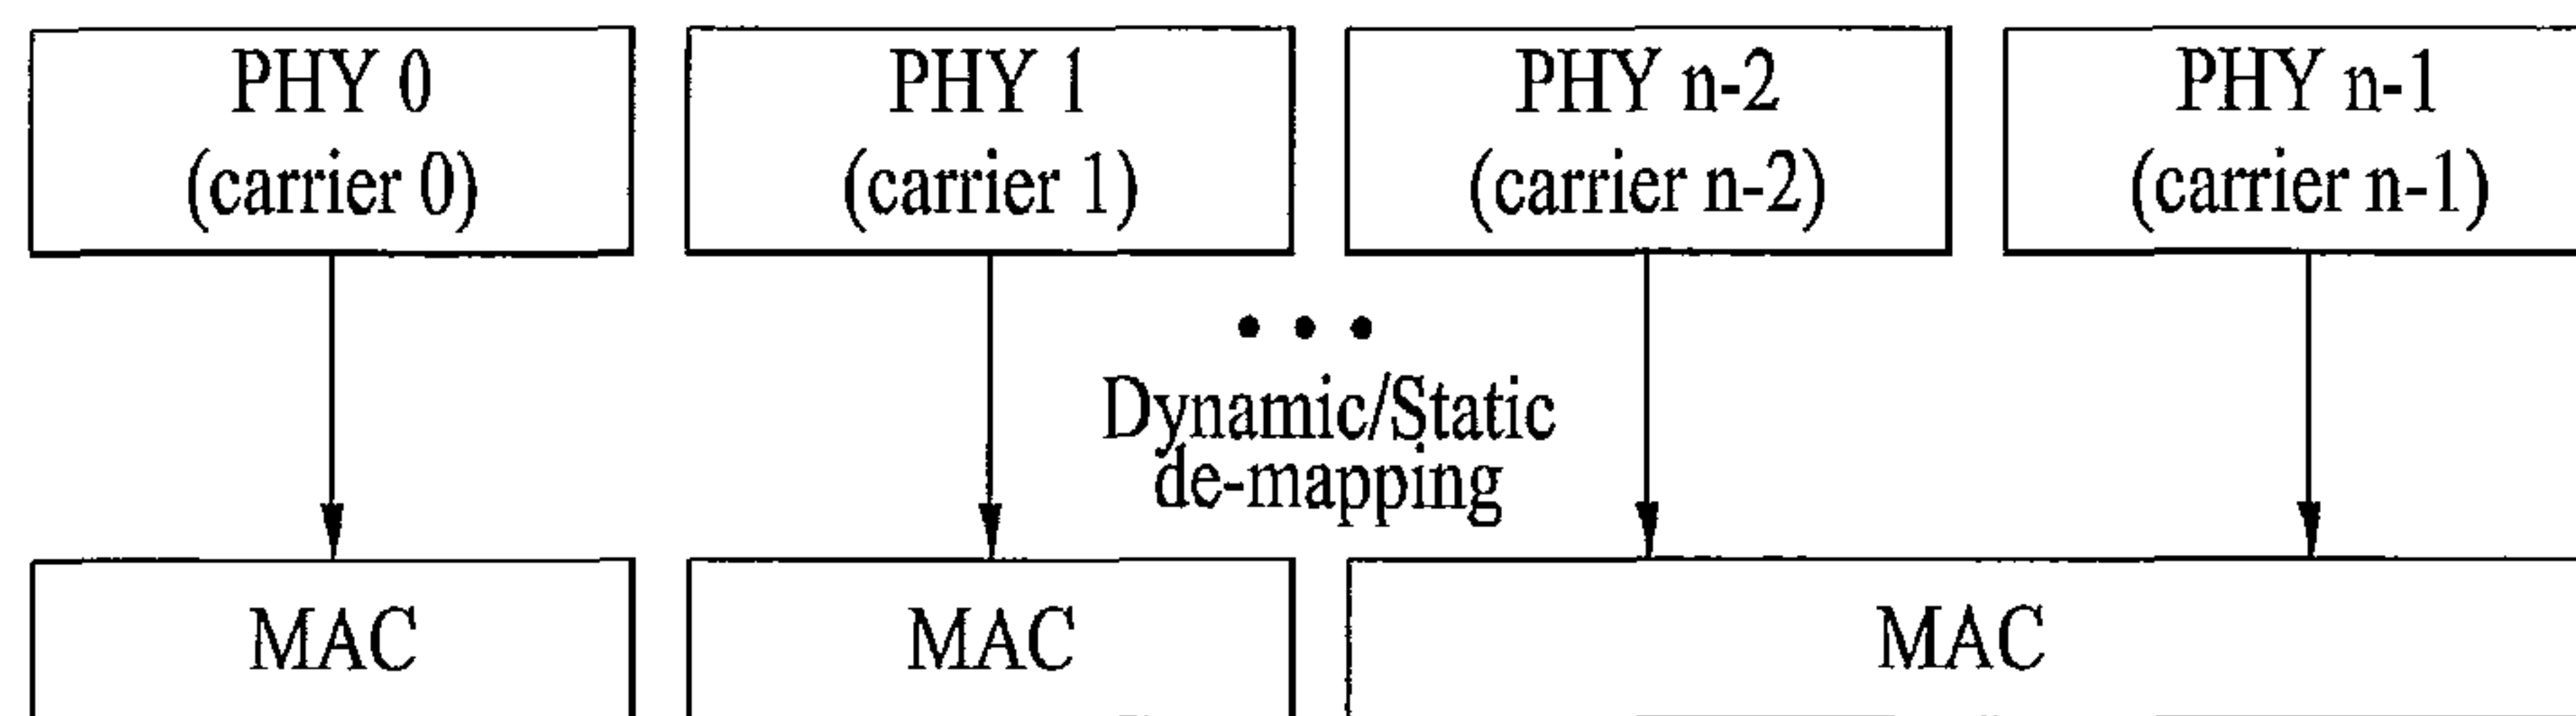 PHY 0
(carrier 0)
PHY 1
(carrier 1)
PHY n-2
(carrier n-2)
PHY n-1
(carrier n-1)
• • •
Dynamic/Static
de-mapping
MAC
MAC
MAC